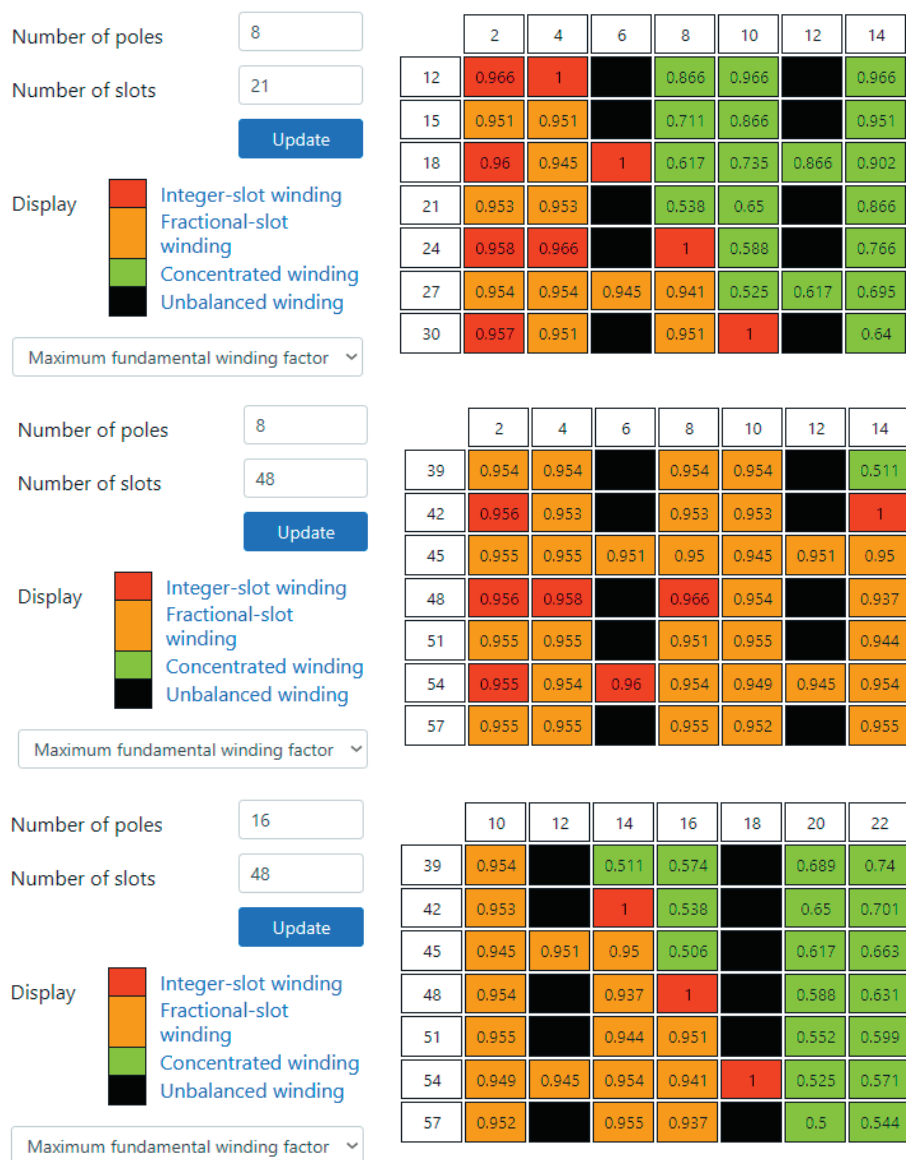 Number of poles 8
Number of slots 21
Update
Display
Integer-slot winding
Fractional-slot
winding
Concentrated winding
Unbalanced winding
Maximum fundamental winding factor
2 4 6 8 10 12 14
12 0.966 1 0.866 0.966 0.966
15 0.951 0.951 0.711 0.866 0.951
18 0.96 0.945 1 0.617 0.735 0.866 0.902
21 0.953 0.953 0.538 0.65 0.866
24 0.958 0.966 1 0.588 0.766
27 0.954 0.954 0.945 0.941 0.525 0.617 0.695
30 0.957 0.951 0.951 1 0.64
Number of poles 8
Number of slots 48
Update
Display
Integer-slot winding
Fractional-slot
winding
Concentrated winding
Unbalanced winding
Maximum fundamental winding factor
2 4 6 8 10 12 14
39 0.954 0.954 0.954 0.954 0.511
42 0.956 0.953 0.953 0.953 1
45 0.955 0.955 0.951 0.95 0.945 0.951 0.95
48 0.956 0.958 0.966 0.954 0.937
51 0.955 0.955 0.951 0.955 0.944
54 0.955 0.954 0.96 0.954 0.949 0.945 0.954
57 0.955 0.955 0.955 0.952 0.955
Number of poles 16
Number of slots 48
Update
Display
Integer-slot winding
Fractional-slot
winding
Concentrated winding
Unbalanced winding
Maximum fundamental winding factor
10 12 14 16 18 20 22
39 0.954 0.511 0.574 0.689 0.74
42 0.953 1 0.538 0.65 0.701
45 0.945 0.951 0.95 0.506 0.617 0.663
48 0.954 0.937 1 0.588 0.631
51 0.955 0.944 0.951 0.552 0.599
54 0.949 0.945 0.954 0.941 1 0.525 0.571
57 0.952 0.955 0.937 0.5 0.544